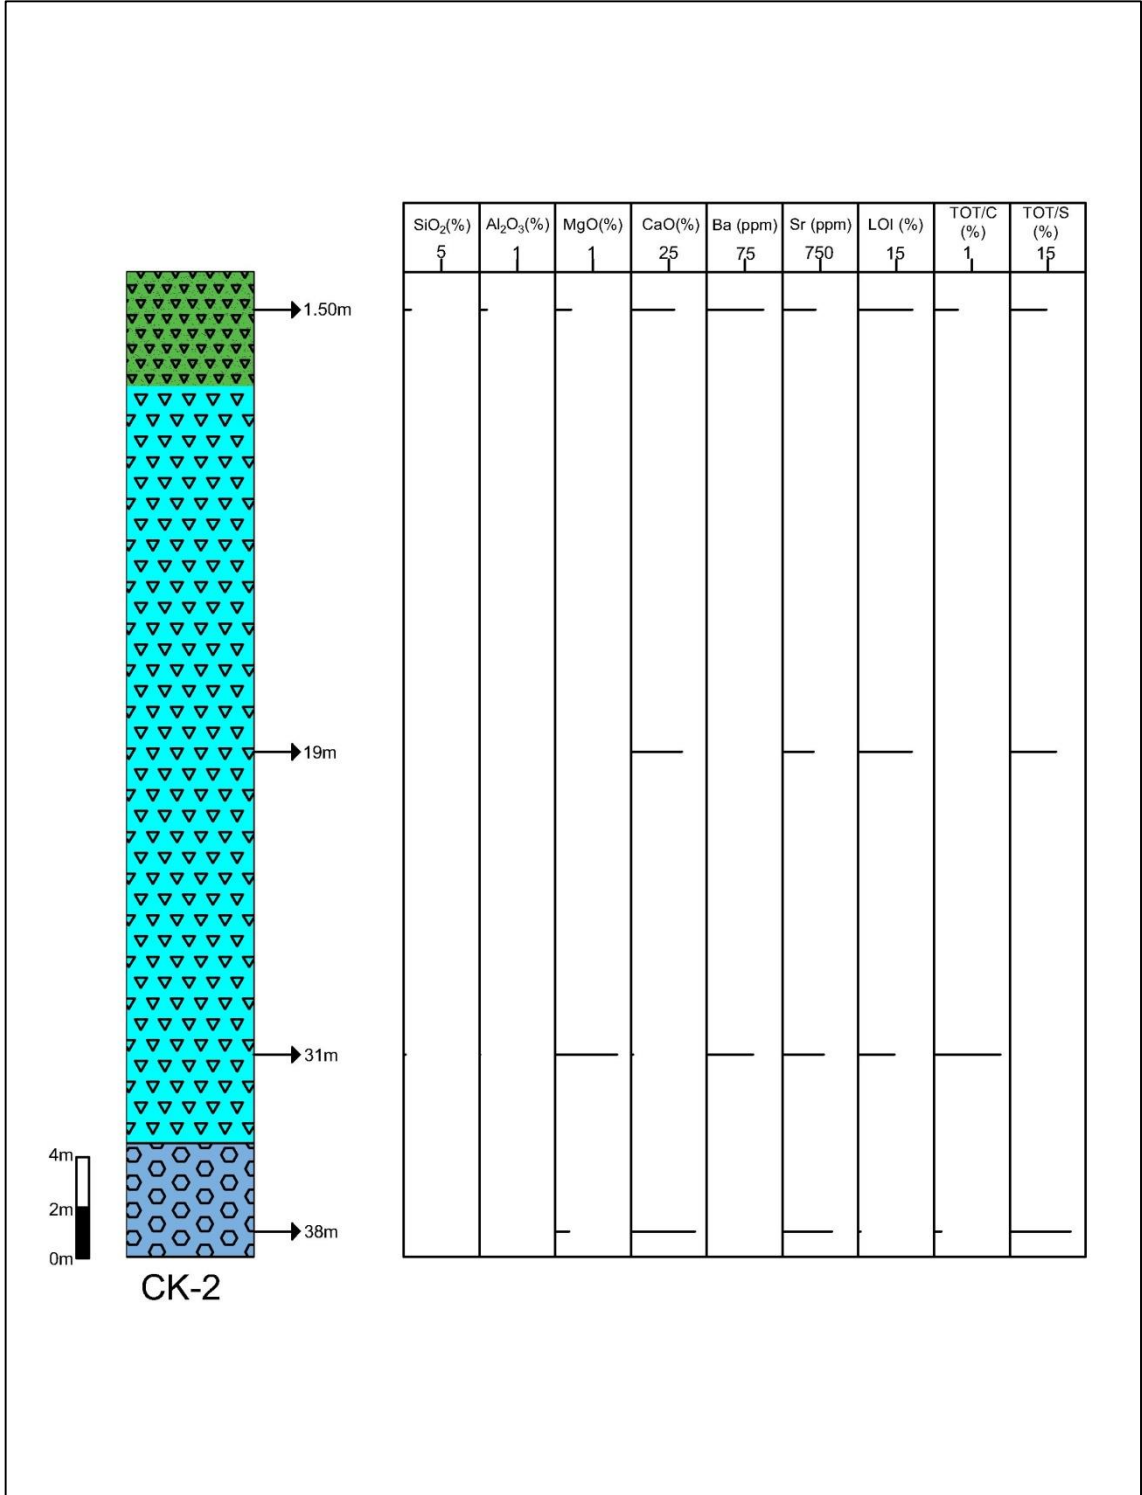 SiO₂(%) Al₂O₃(%) MgO(%) CaO(%) Ba (ppm) Sr (ppm) LOI (%) TOT/C (%) TOT/S (%)
5 1 1 25 75 750 15 1 15
1.50m
19m
31m
4m
2m
38m
0m
CK-2